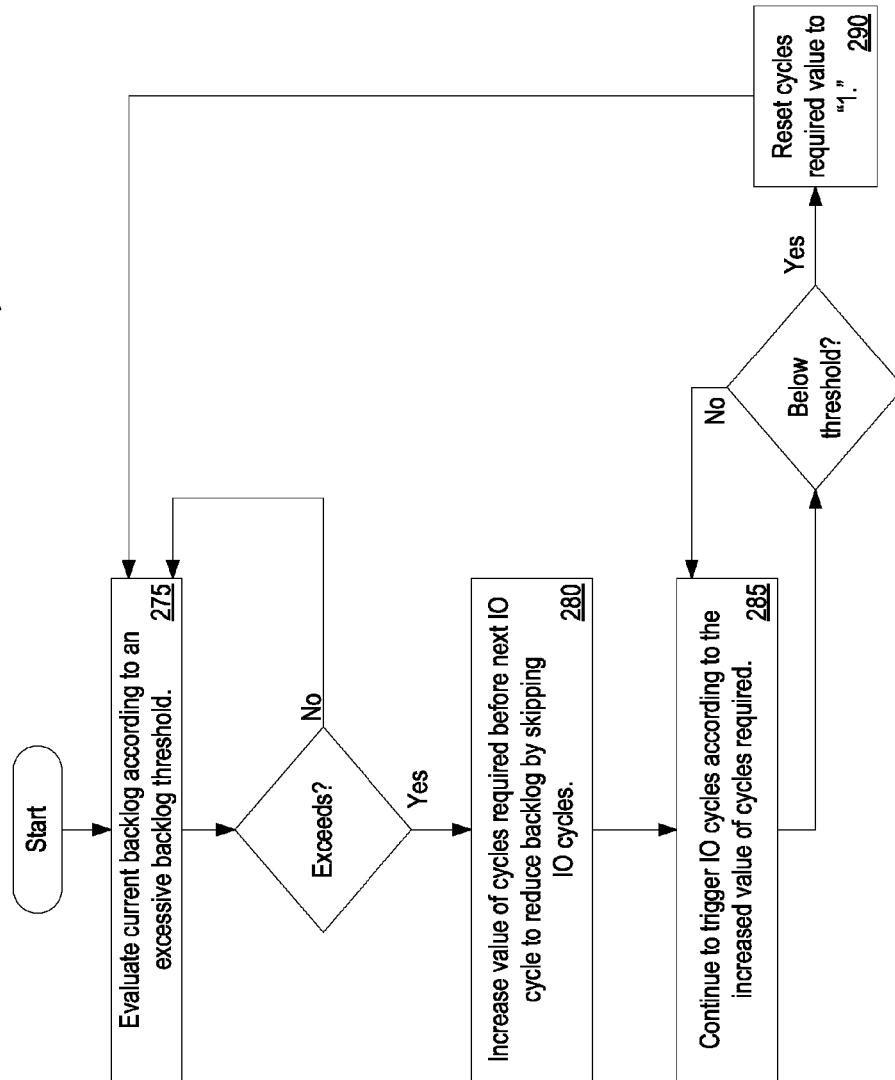 Start
Evaluate current backlog according to an
excessive backlog threshold.
275
Exceeds?
No
Yes
Increase value of cycles required before next IO
cycle to reduce backlog by skipping
IO cycles.
280
Continue to trigger IO cycles according to the
increased value of cycles required.
285
Below
threshold?
No
Yes
Reset cycles
required value to
“1.”
290